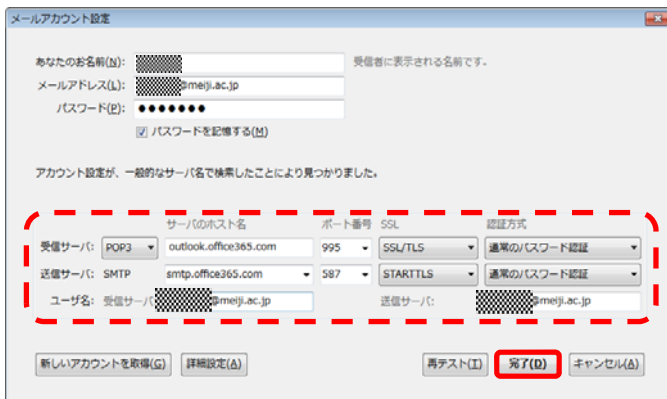 メールアカウント設定
あなたのお名前(N): 受信者に表示される名前です。
メールアドレス(L): @meiji.ac.jp
パスワード(P): ●●●●●●●
パスワードを記憶する(M)
アカウント設定が、一般的なサーバ名で検索したことにより見つかりました。
サーバのホスト名 ポート番号 SSL 認証方式
受信サーバ: POP3 outlook.office365.com 995 SSL/TLS 通常のパスワード認証
送信サーバ: SMTP smtp.office365.com 587 STARTTLS 通常のパスワード認証
ユーザ名: 受信サーバ @meiji.ac.jp 送信サーバ: @meiji.ac.jp
新しいアカウントを取得(G) 詳細設定(A) 再テスト(T) 完了(D) キャンセル(A)